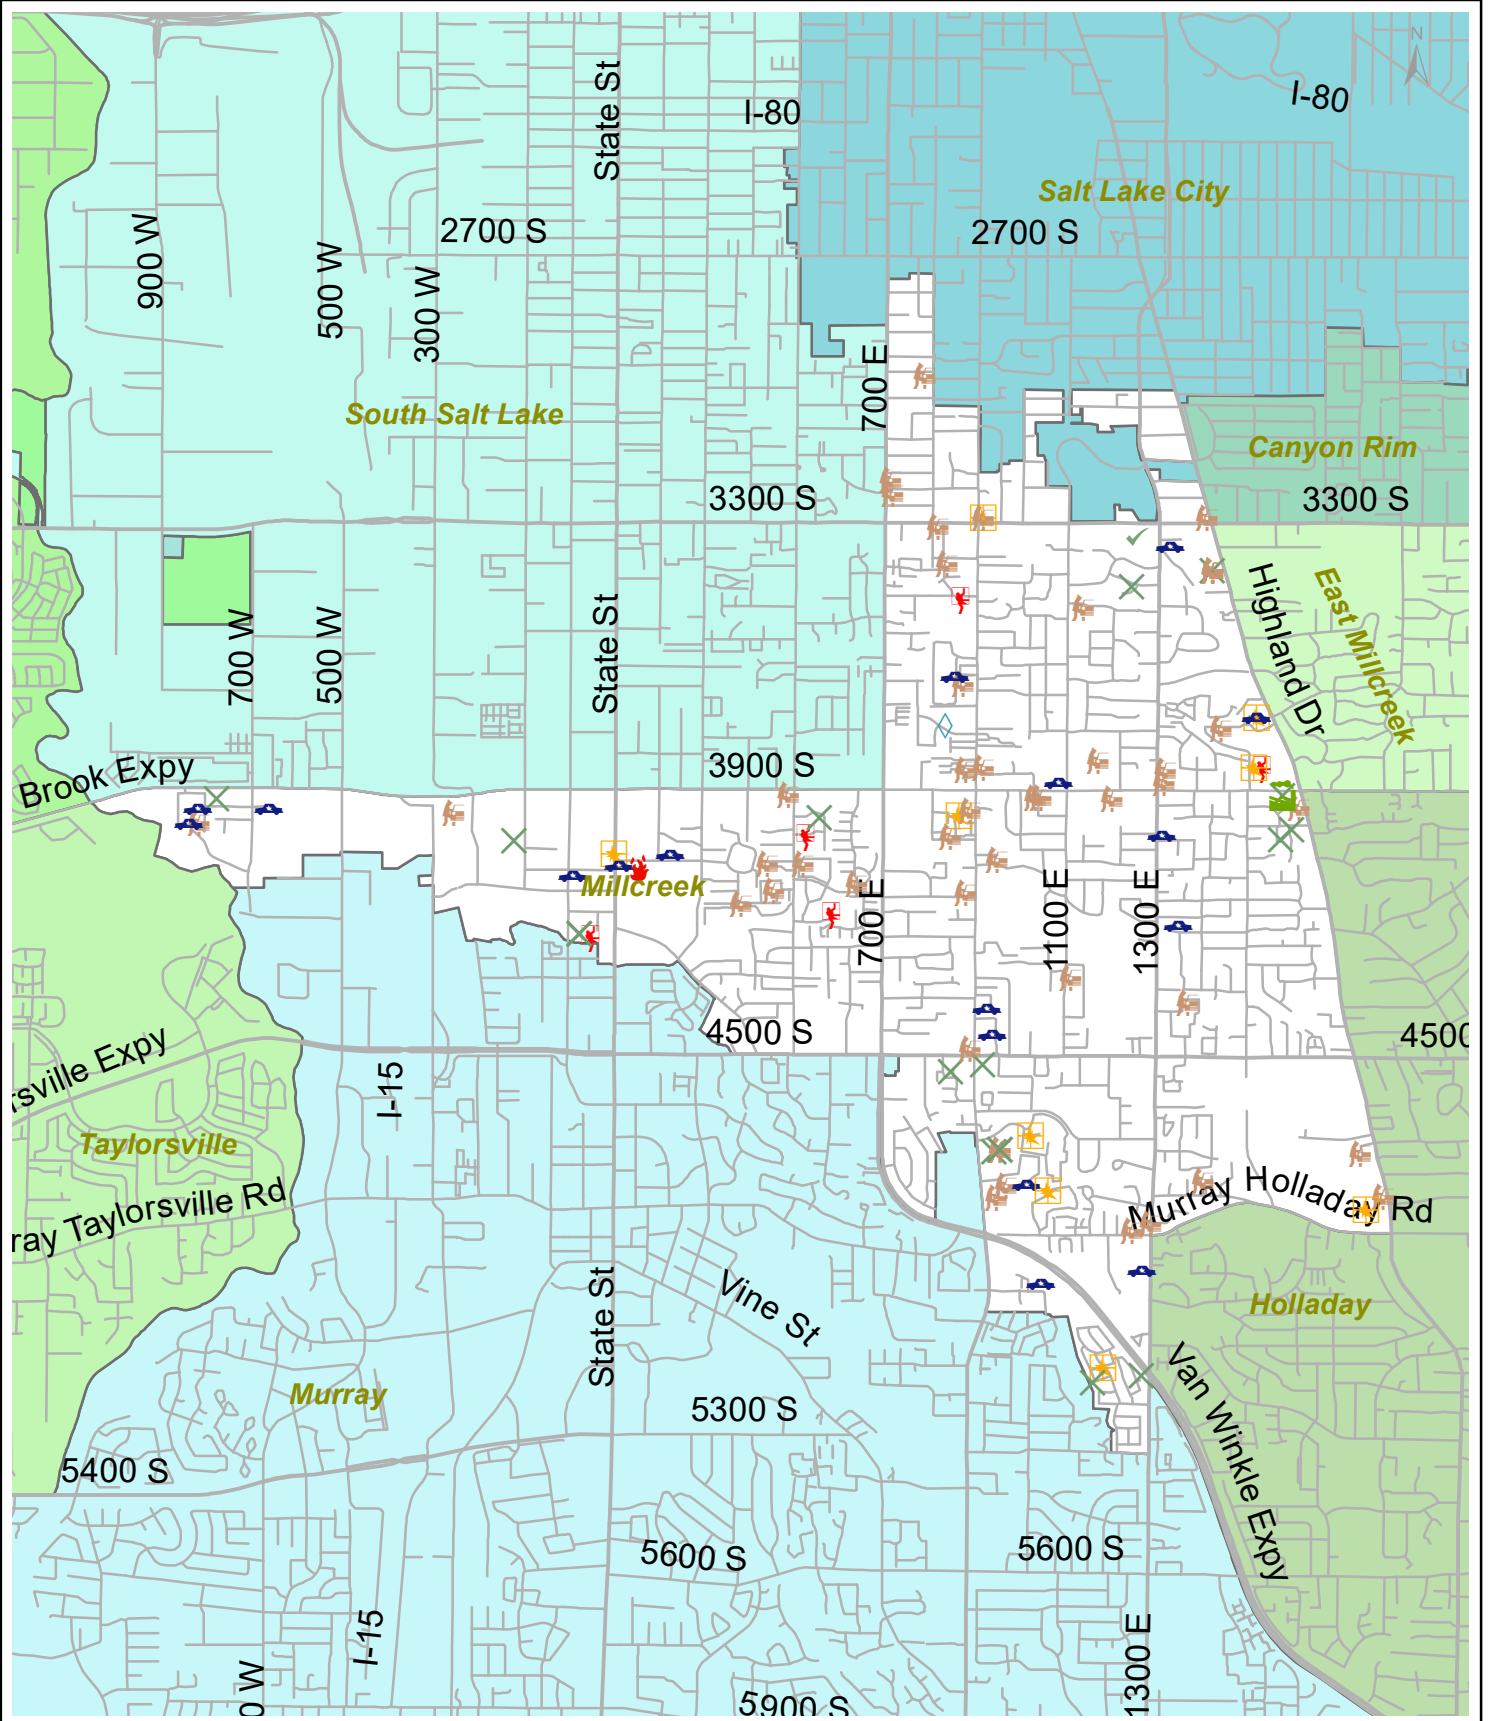 N
I-80
State St
I-80
Salt Lake City
2700 S
2700 S
900 W
500 W
300 W
700 E
South Salt Lake
Canyon Rim
3300 S
3300 S
Highland Dr
East Millcreek
700 W
500 W
State St
Brook Expy
3900 S
Millcreek
700 E
1100 E
1300 E
4500 S
4500
rsville Expy
I-15
Taylorsville
ray Taylorsville Rd
Murray Holladay Rd
Vine St
State St
Holladay
Murray
5300 S
Van Winkle Expy
5400 S
5600 S
5600 S
I-15
1300 E
0 W
5900 S